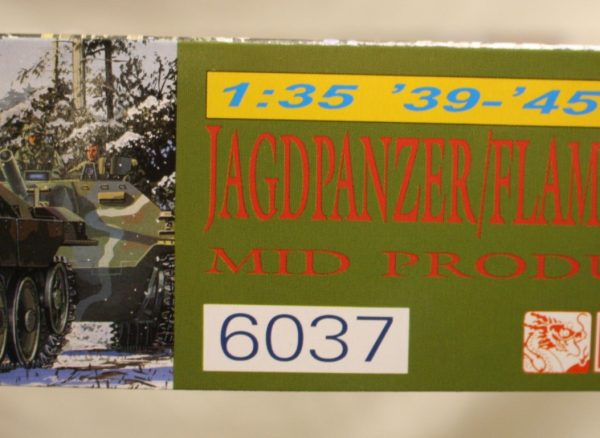 1:35 '39-'45
JAGDPANZER/FLAM
MID PRODU
6037